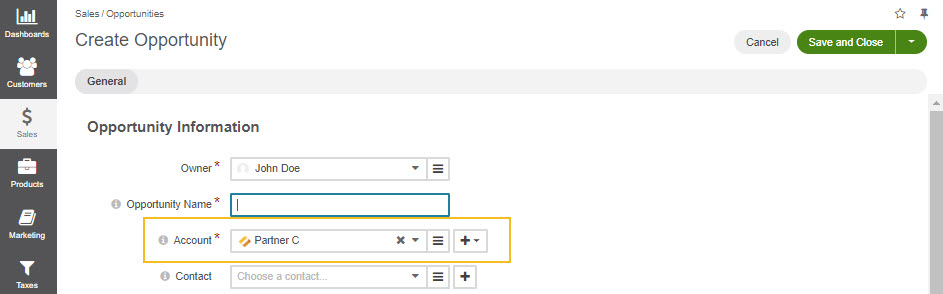 Dashboards
Customers
Sales
Products
Marketing
Taxes
Sales / Opportunities
Create Opportunity
Cancel
Save and Close
General
Opportunity Information
Owner * John Doe
Opportunity Name *
Account * Partner C
Contact Choose a contact...